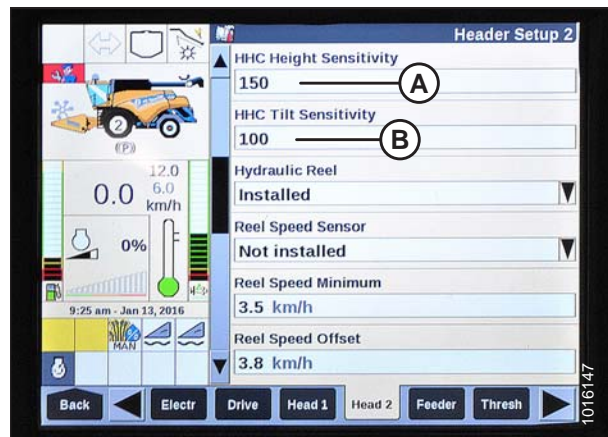 Header Setup 2
HHC Height Sensitivity
150
A
HHC Tilt Sensitivity
100
B
Hydraulic Reel
Installed
Reel Speed Sensor
Not installed
Reel Speed Minimum
3.5 km/h
Reel Speed Offset
3.8 km/h
2
(P)
12.0
0.0 6.0
km/h
0%
9:25 am - Jan 13, 2016
MAN
Back Electr Drive Head 1 Head 2 Feeder Thresh
1016147